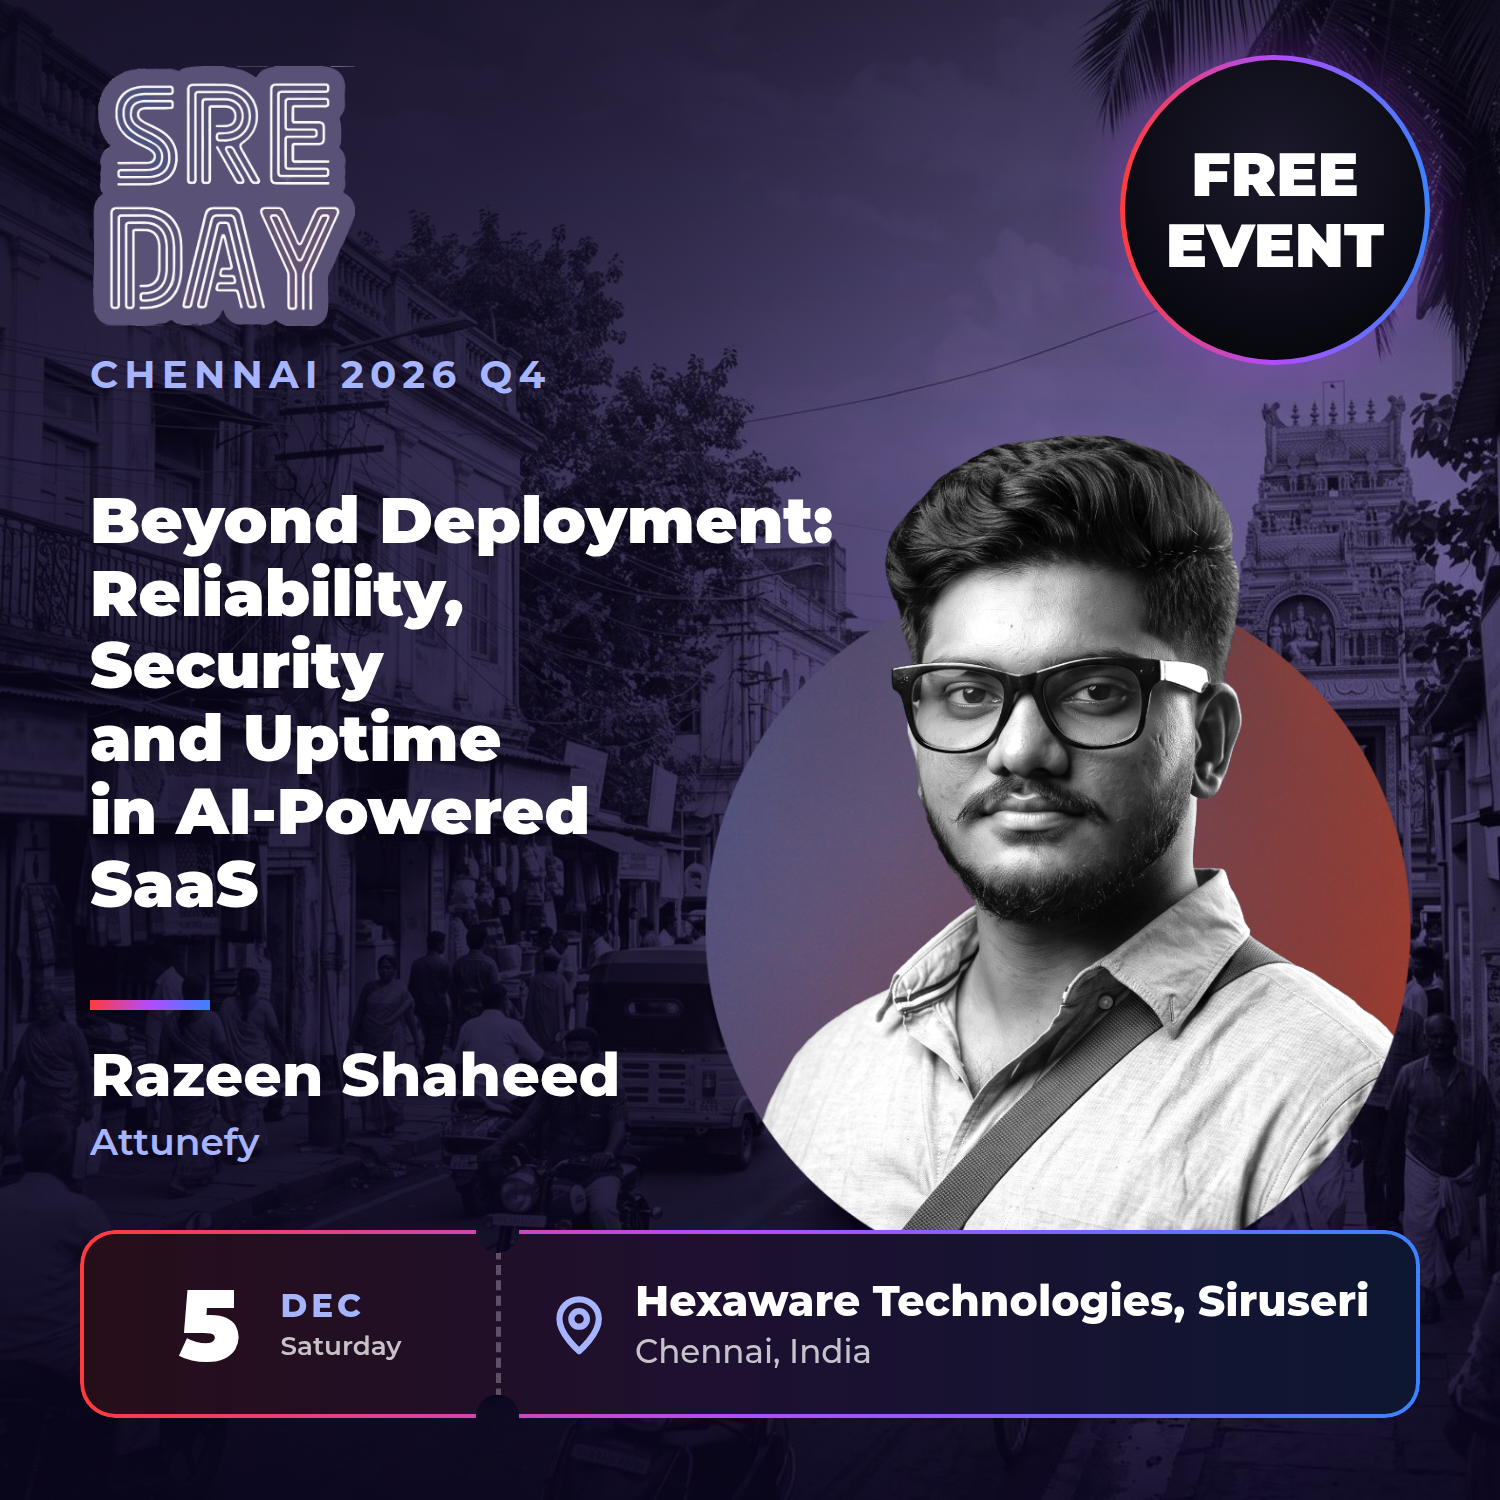 SRE
DAY
FREE
EVENT
CHENNAI 2026 Q4
Beyond Deployment:
Reliability,
Security
and Uptime
in AI-Powered
SaaS
Razeen Shaheed
Attunefy
5
DEC
Saturday
Hexaware Technologies, Siruseri
Chennai, India